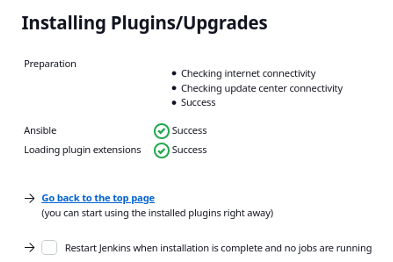 Installing Plugins/Upgrades
Preparation
Checking internet connectivity
Checking update center connectivity
Success
Ansible Success
Loading plugin extensions Success
Go back to the top page
(you can start using the installed plugins right away)
Restart Jenkins when installation is complete and no jobs are running